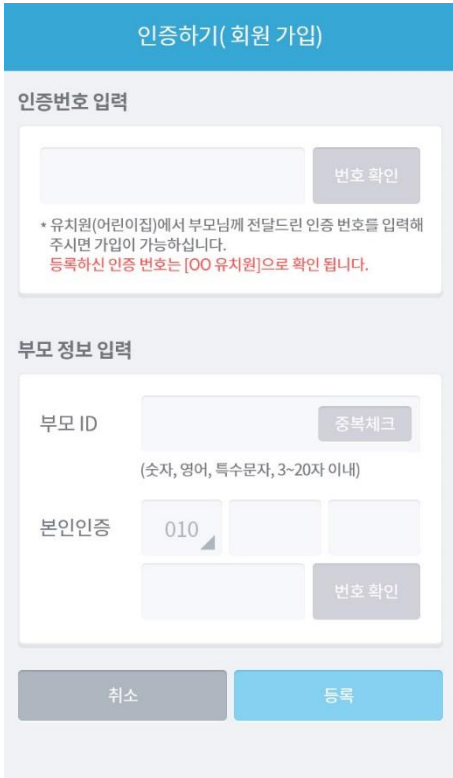 인증하기( 회원 가입)
인증번호 입력
번호 확인
* 유치원(어린이집)에서 부모님께 전달드린 인증 번호를 입력해
주시면 가입이 가능하십니다.
등록하신 인증 번호는 [OO 유치원]으로 확인 됩니다.
부모 정보 입력
부모 ID 중복체크
(숫자, 영어, 특수문자, 3~20자 이내)
본인인증 010
번호 확인
취소 등록